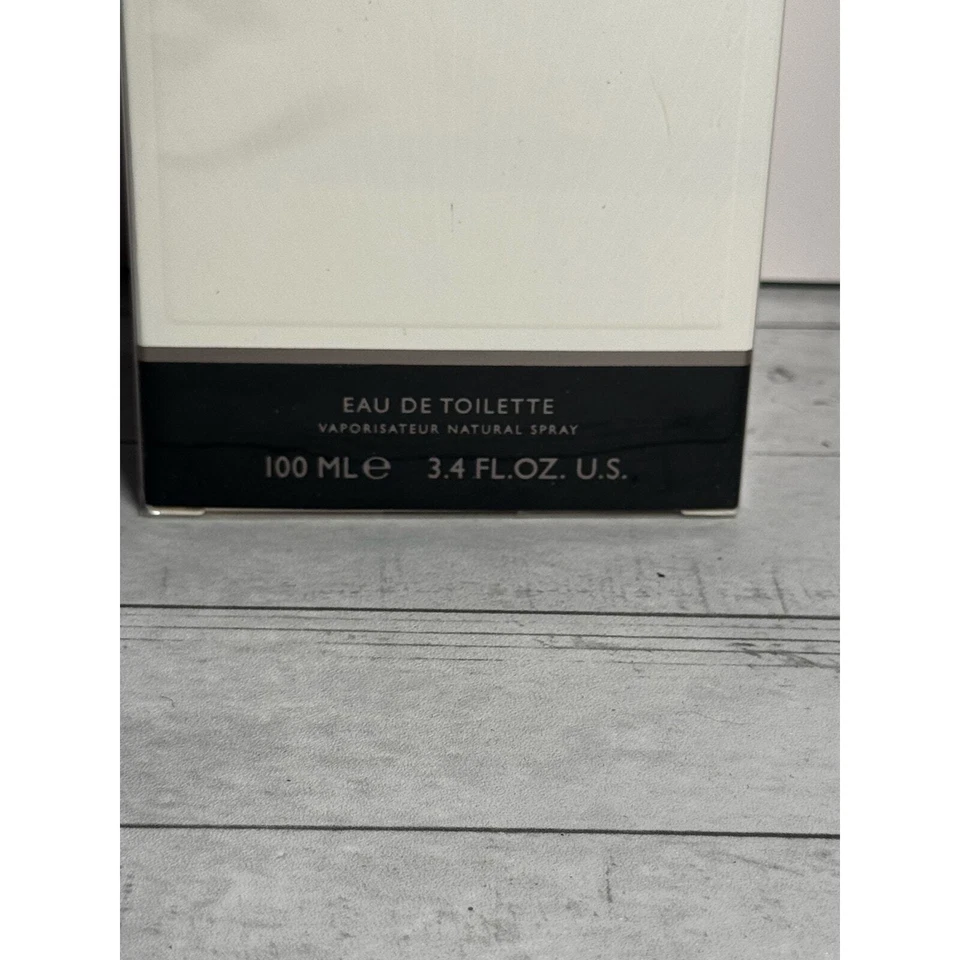 EAU DE TOILETTE
VAPORISATEUR NATURAL SPRAY
100 ML ℮ 3.4 FL.OZ. U.S.